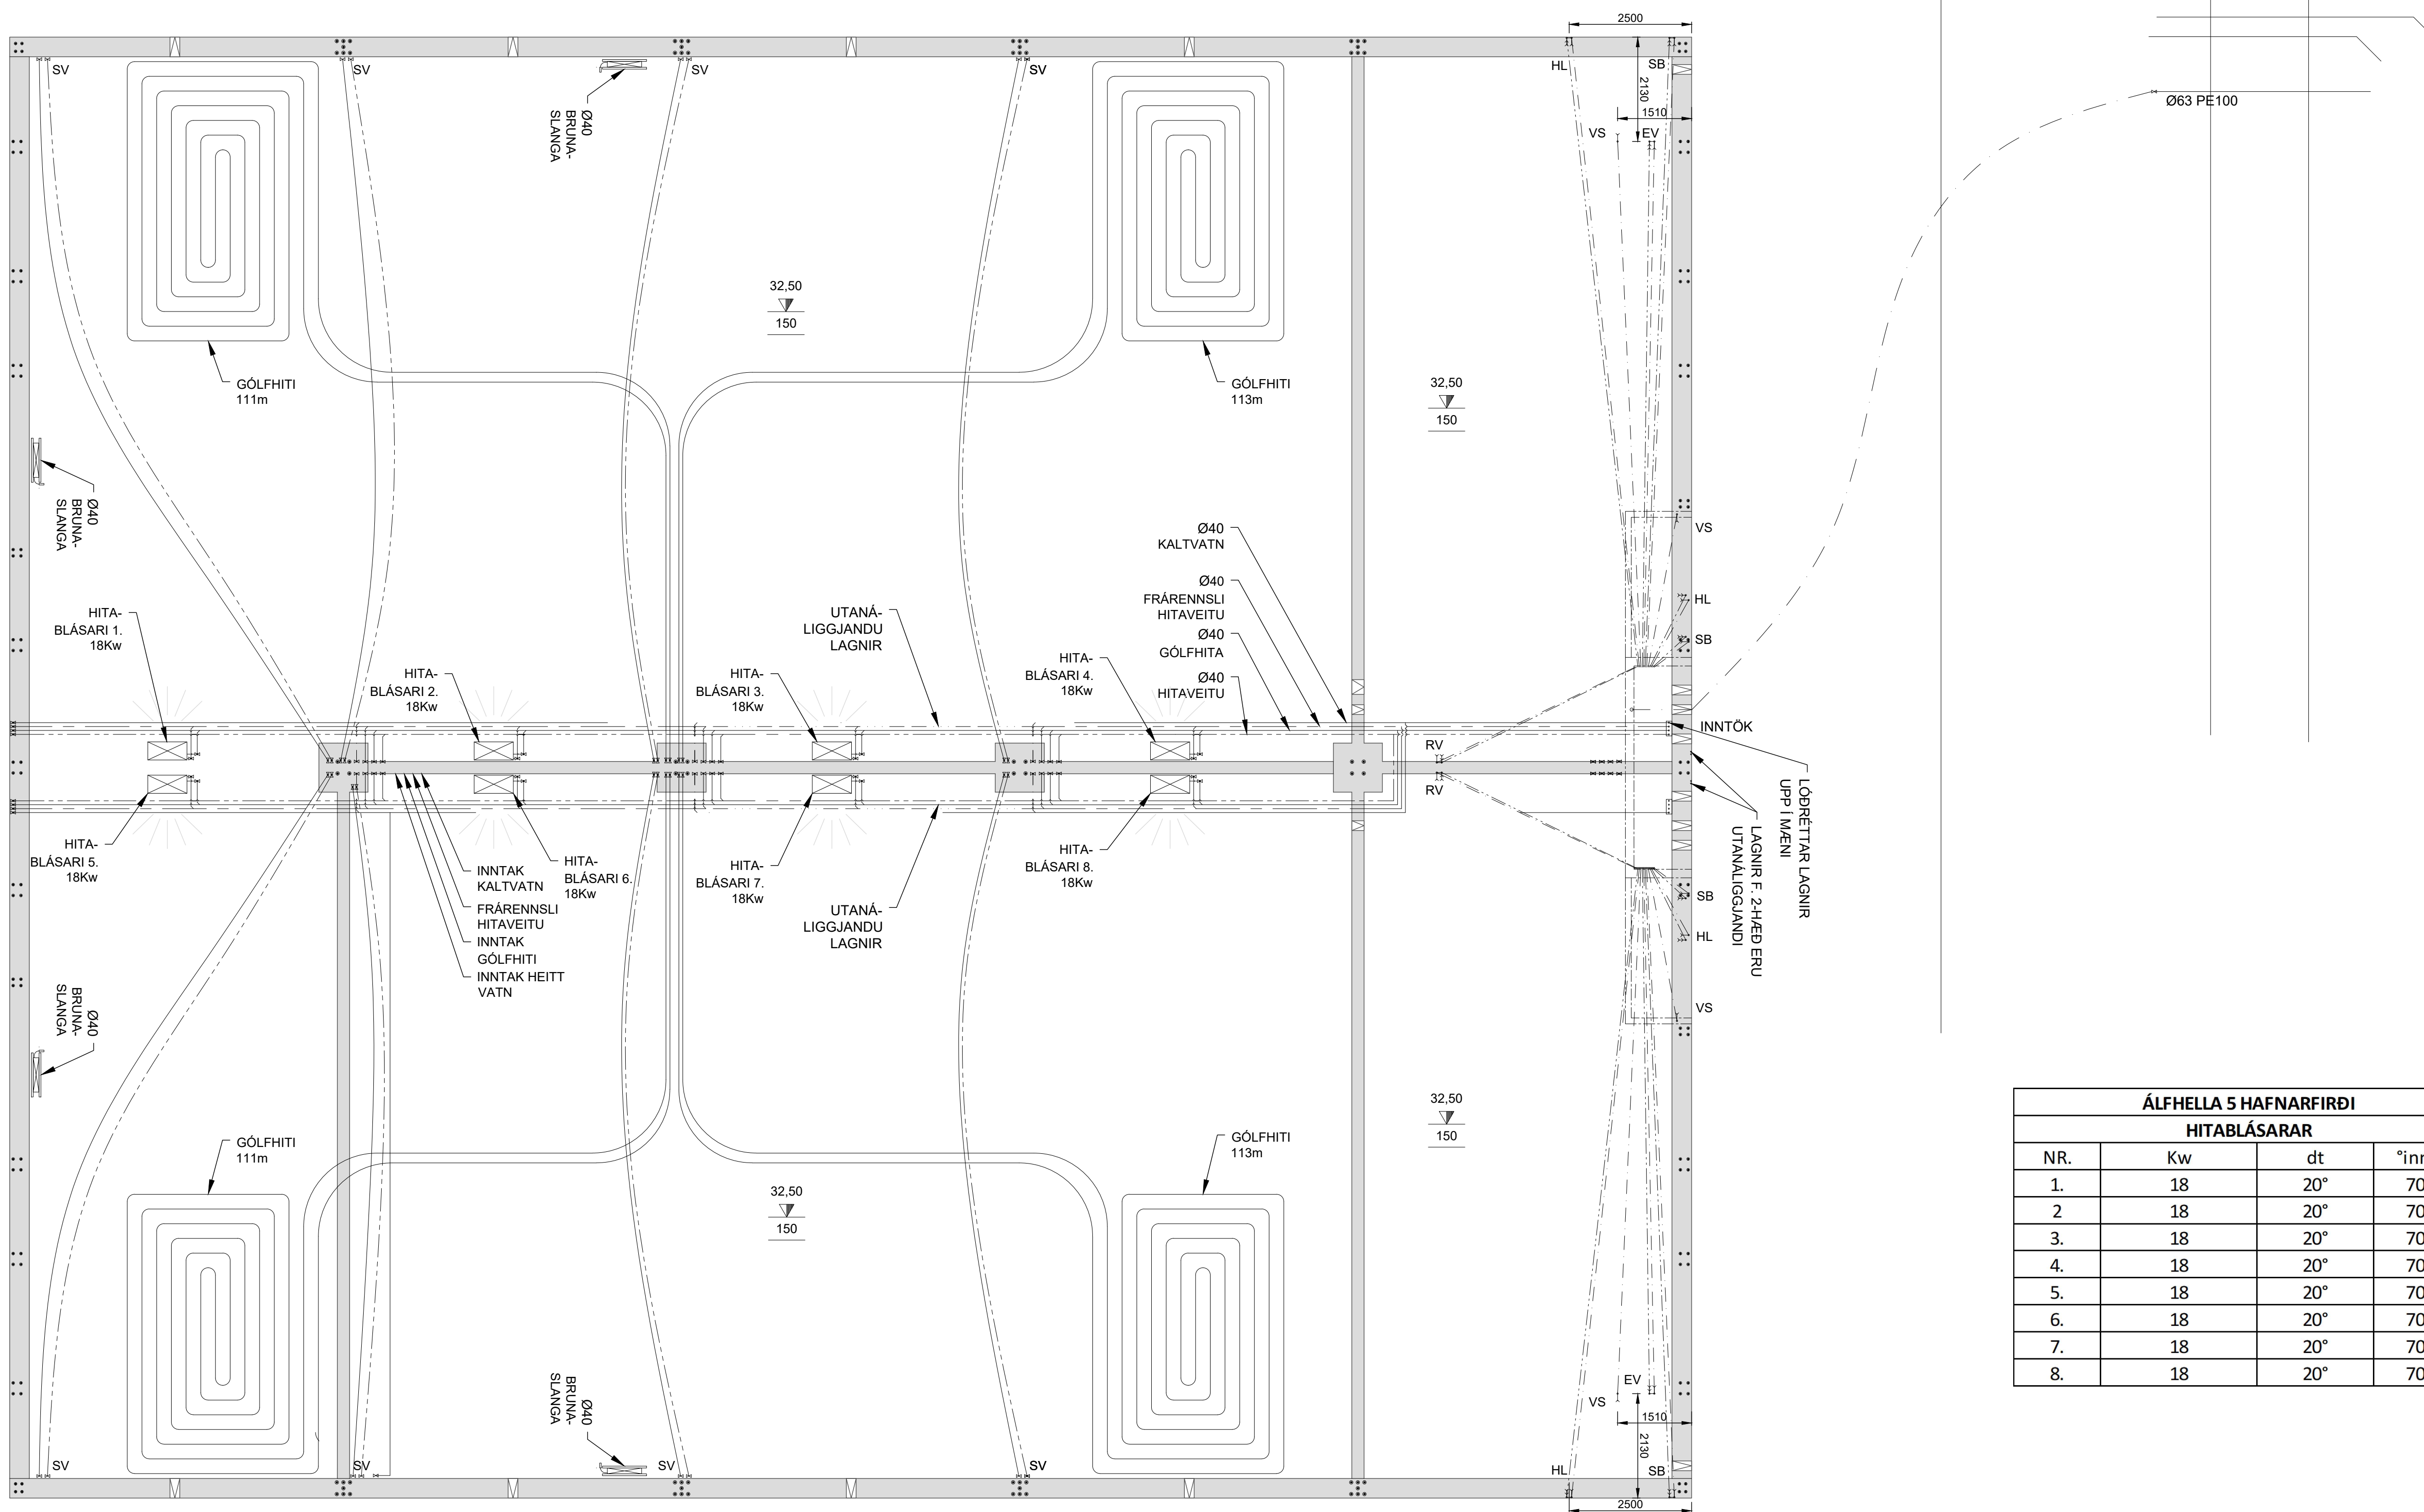 2500
SV
SV
SV
SV
HL
SB
2130
1510
VS
EV
Ø63 PE100
Ø40
BRUNA-
SLANGA
32,50
150
GÓLFHITI
111m
GÓLFHITI
113m
32,50
150
Ø40
BRUNA-
SLANGA
Ø40
KALTVATN
Ø40
FRÁRENNSLI
HITAVEITU
Ø40
GÓLFHITA
Ø40
HITAVEITU
VS
HL
SB
HITA-
BLÁSARI 1.
18Kw
HITA-
BLÁSARI 2.
18Kw
UTANÁ-
LIGGJANDU
LAGNIR
HITA-
BLÁSARI 3.
18Kw
HITA-
BLÁSARI 4.
18Kw
INNTÖK
RV
RV
LÓÐRÉTTAR LAGNIR
UPP Í MÆNI
LAGNIR F. 2-HÆÐ ERU
UTANÁLIGGJANDI
HITA-
BLÁSARI 5.
18Kw
INNTAK
KALTVATN
FRÁRENNSLI
HITAVEITU
INNTAK
GÓLFHITI
INNTAK HEITT
VATN
HITA-
BLÁSARI 6.
18Kw
HITA-
BLÁSARI 7.
18Kw
UTANÁ-
LIGGJANDU
LAGNIR
HITA-
BLÁSARI 8.
18Kw
SB
HL
VS
Ø40
BRUNA-
SLANGA
GÓLFHITI
111m
GÓLFHITI
113m
32,50
150
32,50
150
Ø40
BRUNA-
SLANGA
EV
VS
1510
2130
SV
SV
SV
SV
HL
SB
2500
ÁLFHELLA 5 HAFNARFIRÐI
HITABLÁSARAR
NR. Kw dt
1. 18 20° 70
2 18 20° 70
3. 18 20° 70
4. 18 20° 70
5. 18 20° 70
6. 18 20° 70
7. 18 20° 70
8. 18 20° 70